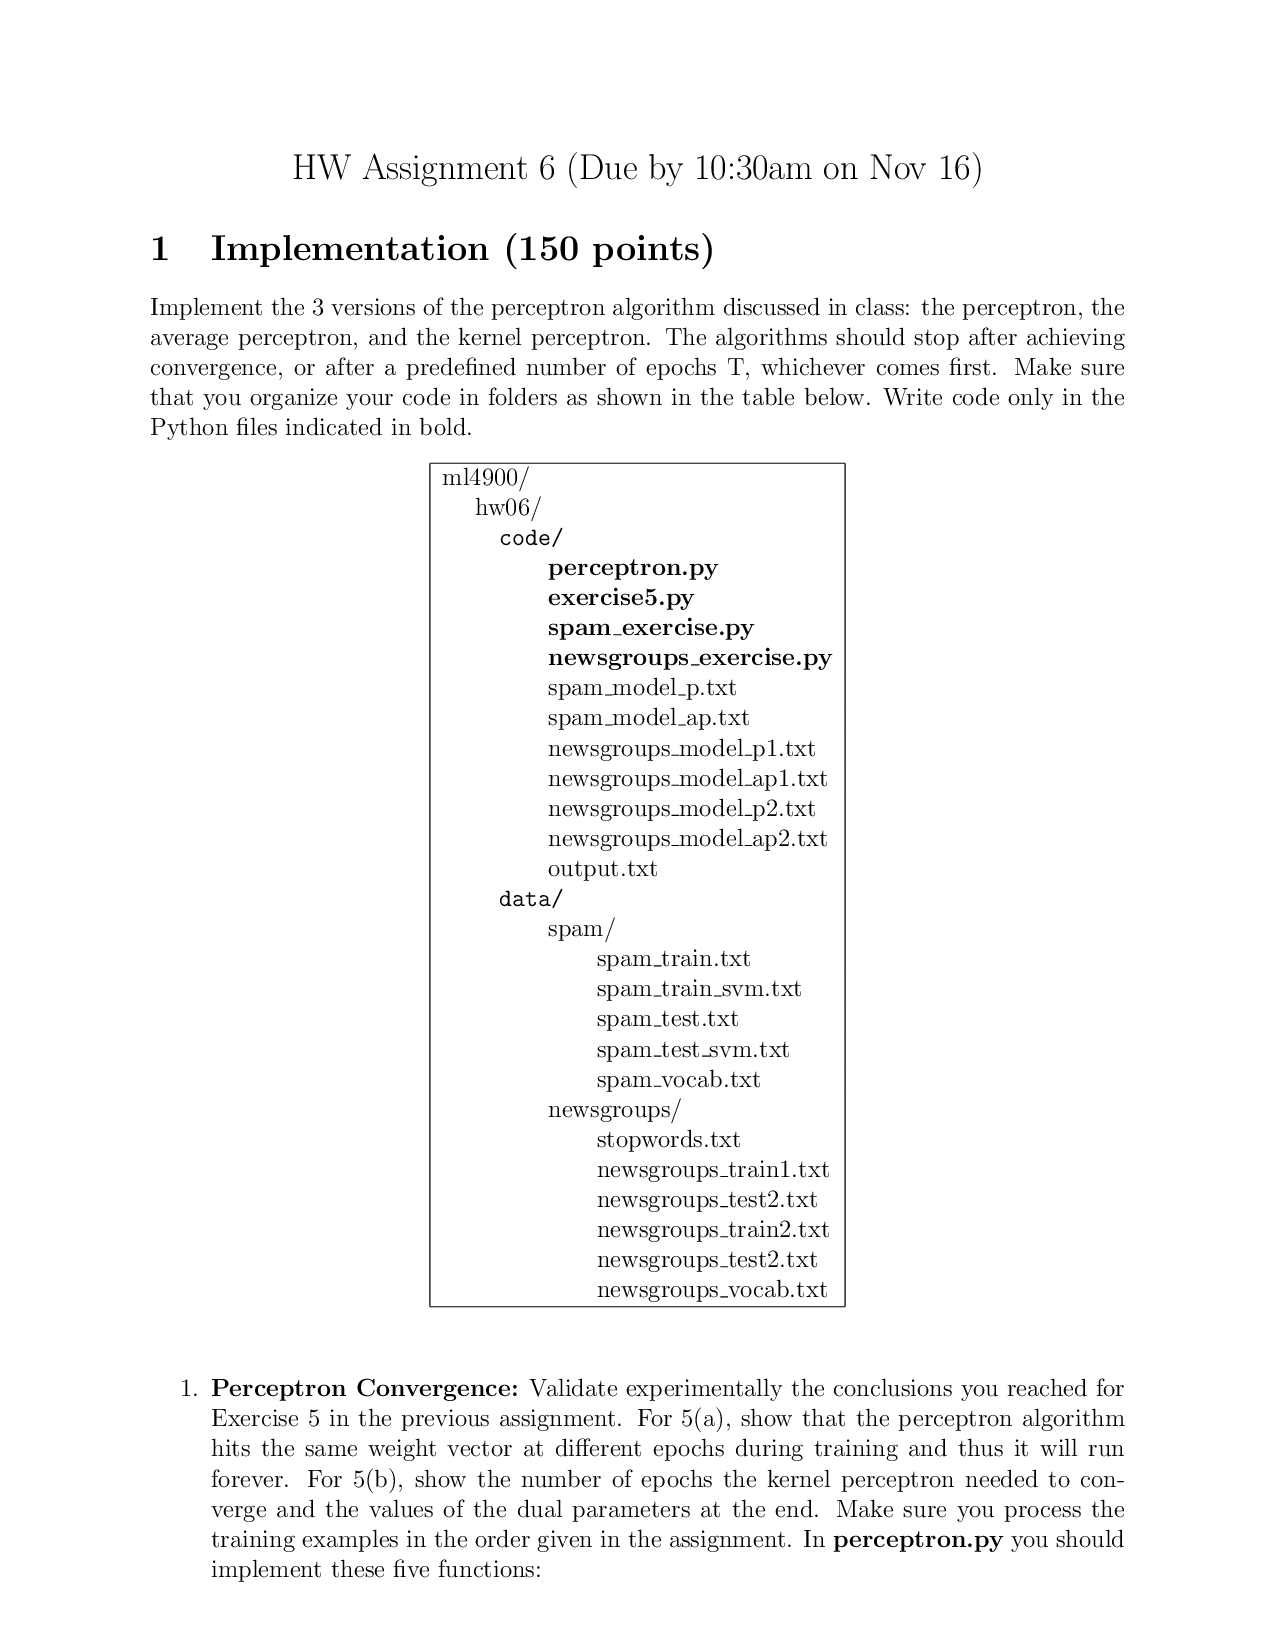 HW Assignment 6 (Due by 10:30am on Nov 16)
1 Implementation (150 points)
Implement the 3 versions of the perceptron algorithm discussed in class: the perceptron, the
average perceptron, and the kernel perceptron. The algorithms should stop after achieving
convergence, or after a predefined number of epochs T, whichever comes first. Make sure
that you organize your code in folders as shown in the table below. Write code only in the
Python files indicated in bold.
ml4900/
hw06/
code/
perceptron.py
exercise5.py
spam_exercise.py
newsgroups_exercise.py
spam_model_p.txt
spam_model_ap.txt
newsgroups_model_p1.txt
newsgroups_model_ap1.txt
newsgroups_model_p2.txt
newsgroups_model_ap2.txt
output.txt
data/
spam/
spam_train.txt
spam_train_svm.txt
spam_test.txt
spam_test_svm.txt
spam_vocab.txt
newsgroups/
stopwords.txt
newsgroups_train1.txt
newsgroups_test2.txt
newsgroups_train2.txt
newsgroups_test2.txt
newsgroups_vocab.txt
1. Perceptron Convergence: Validate experimentally the conclusions you reached for
Exercise 5 in the previous assignment. For 5(a), show that the perceptron algorithm
hits the same weight vector at different epochs during training and thus it will run
forever. For 5(b), show the number of epochs the kernel perceptron needed to con-
verge and the values of the dual parameters at the end. Make sure you process the
training examples in the order given in the assignment. In perceptron.py you should
implement these five functions: